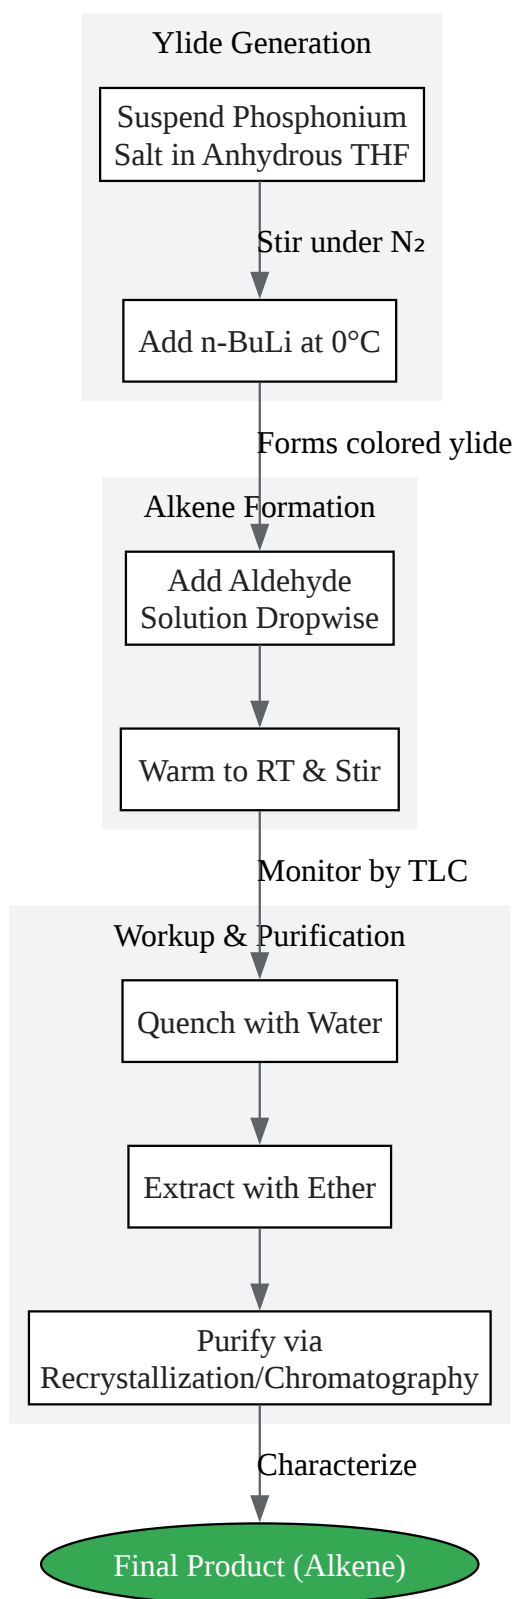 Ylide Generation
Suspend Phosphonium
Salt in Anhydrous THF
Stir under N₂
Add n-BuLi at 0°C
Forms colored ylide
Alkene Formation
Add Aldehyde
Solution Dropwise
Warm to RT & Stir
Monitor by TLC
Workup & Purification
Quench with Water
Extract with Ether
Purify via
Recrystallization/Chromatography
Characterize
Final Product (Alkene)